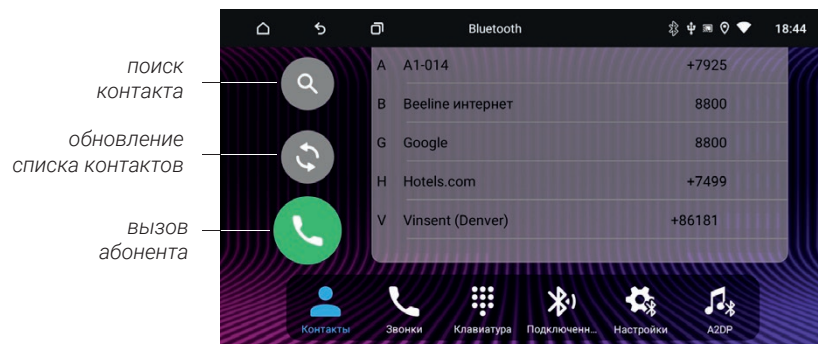 Bluetooth 18:44
поиск
контакта
обновление
списка контактов
вызов
абонента
A A1-014 +7925
B Beeline интернет 8800
G Google 8800
H Hotels.com +7499
V Vinsent (Denver) +86181
Контакты Звонки Клавиатура Подключенн... Настройки A2DP